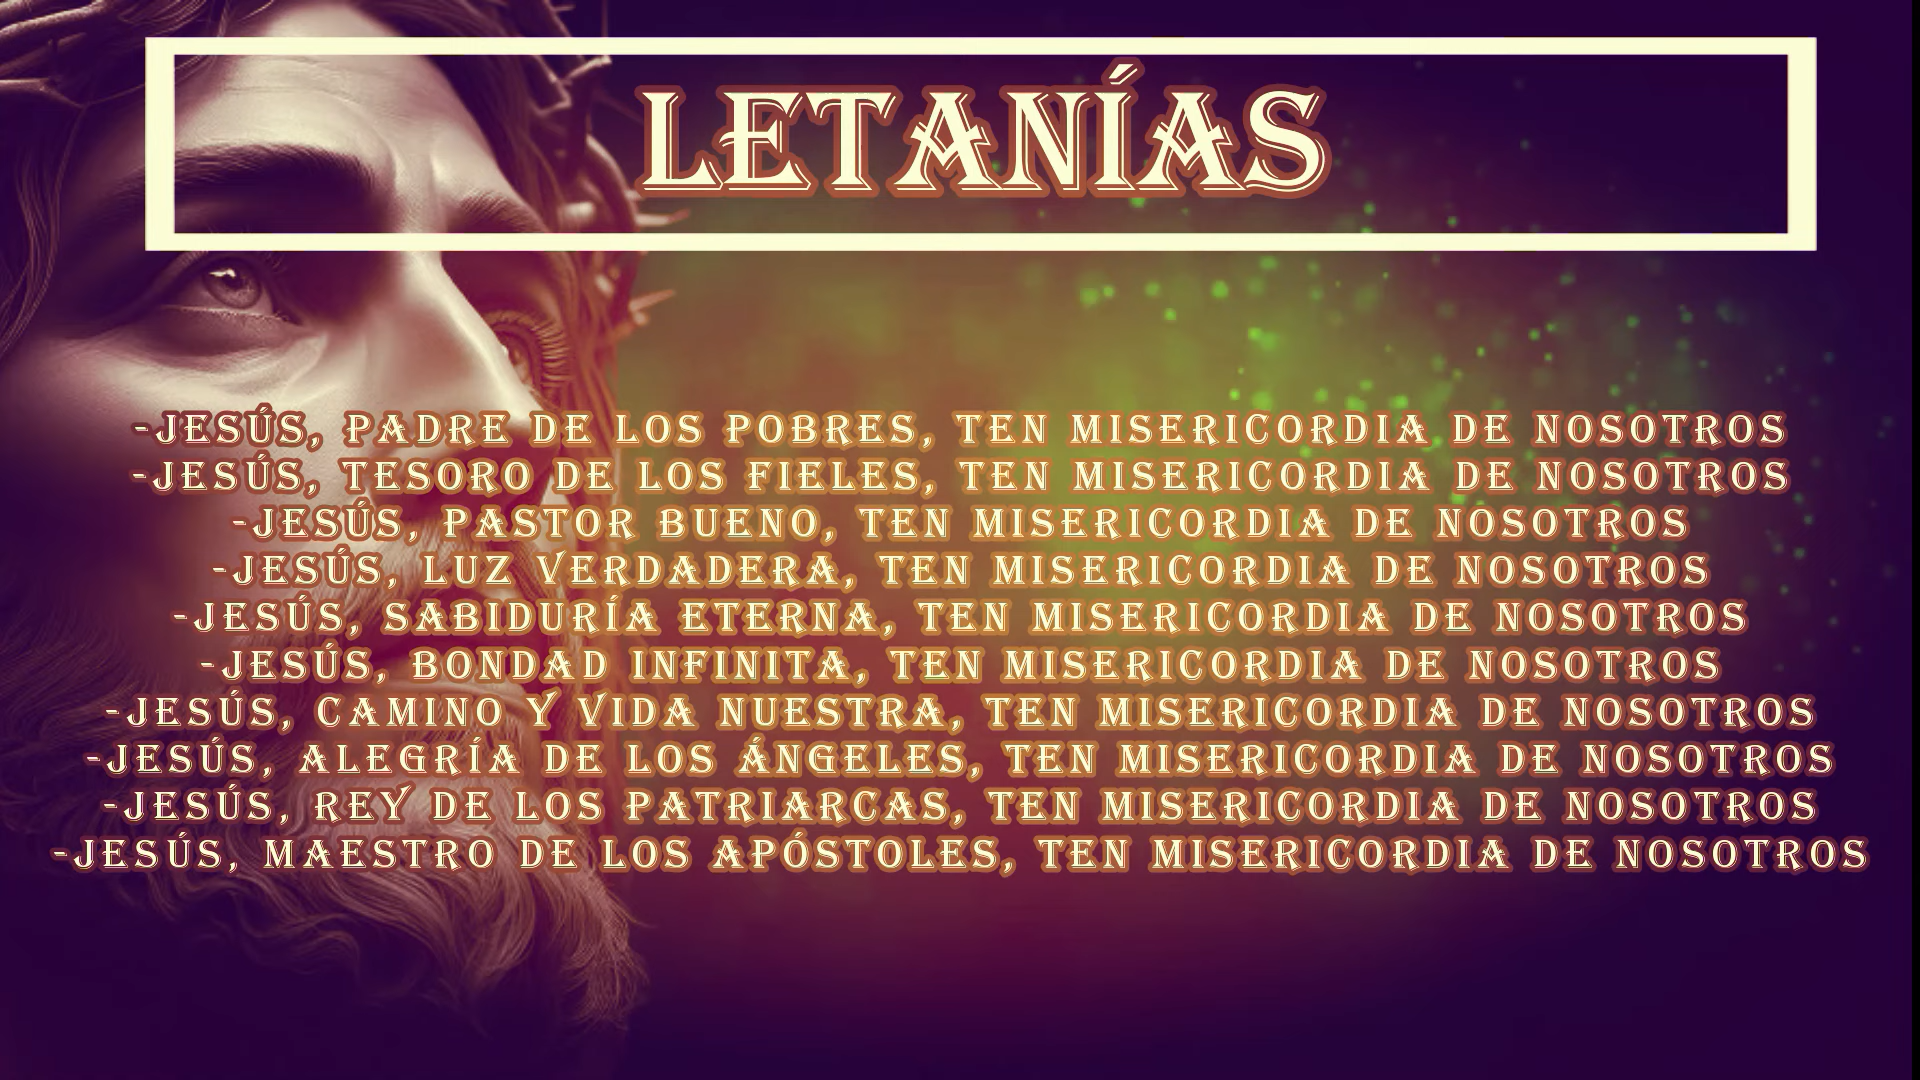 LETANÍAS
-JESÚS, PADRE DE LOS POBRES, TEN MISERICORDIA DE NOSOTROS
-JESÚS, TESORO DE LOS FIELES, TEN MISERICORDIA DE NOSOTROS
-JESÚS, PASTOR BUENO, TEN MISERICORDIA DE NOSOTROS
-JESÚS, LUZ VERDADERA, TEN MISERICORDIA DE NOSOTROS
-JESÚS, SABIDURÍA ETERNA, TEN MISERICORDIA DE NOSOTROS
-JESÚS, BONDAD INFINITA, TEN MISERICORDIA DE NOSOTROS
-JESÚS, CAMINO Y VIDA NUESTRA, TEN MISERICORDIA DE NOSOTROS
-JESÚS, ALEGRÍA DE LOS ÁNGELES, TEN MISERICORDIA DE NOSOTROS
-JESÚS, REY DE LOS PATRIARCAS, TEN MISERICORDIA DE NOSOTROS
-JESÚS, MAESTRO DE LOS APÓSTOLES, TEN MISERICORDIA DE NOSOTROS